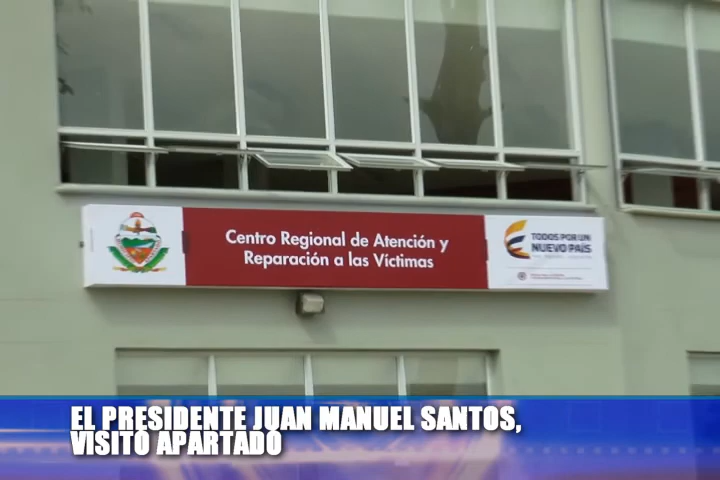 Centro Regional de Atención y
Reparación a las Víctimas
TODOS POR UN
NUEVO PAÍS
EL PRESIDENTE JUAN MANUEL SANTOS,
VISITÓ APARTADÓ